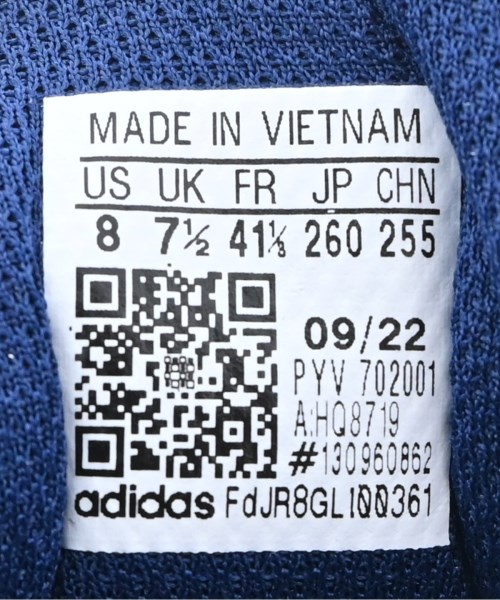 MADE IN VIETNAM
US UK FR JP CHN
8 7½ 41⅓ 260 255
09/22
PYV 702001
A:HQ8719
#130960862
adidas FdJR8GLI00361